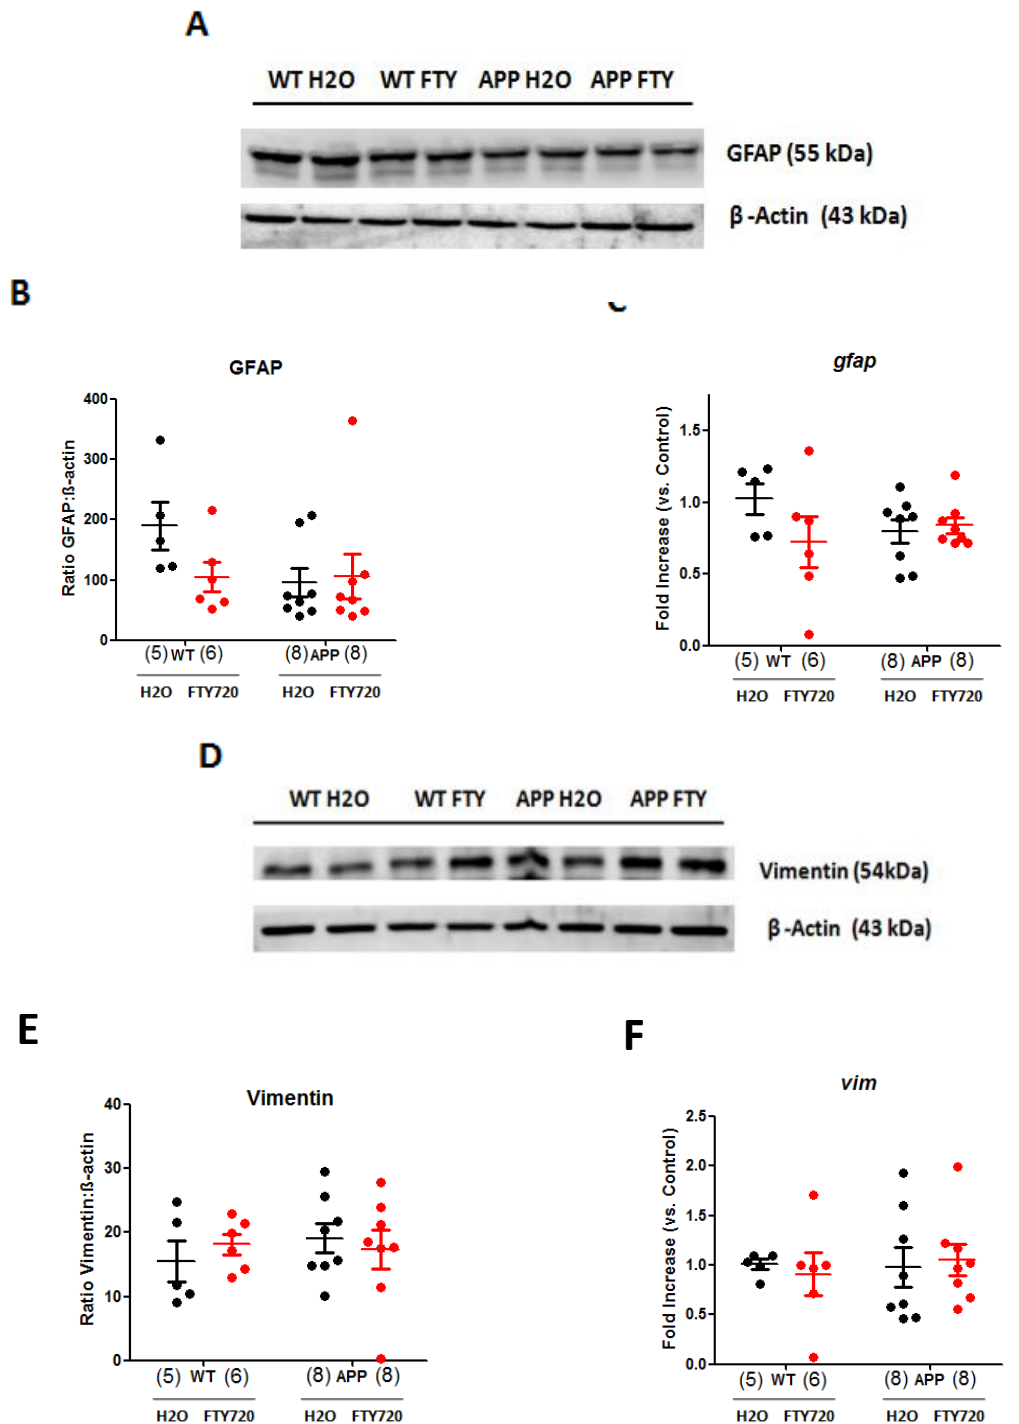 A
WT H2O WT FTY APP H2O APP FTY
GFAP (55 kDa)
β-Actin (43 kDa)
B
GFAP
Ratio GFAP:ß-actin
400
300
200
100
0
(5) WT (6) (8) APP (8)
H2O FTY720 H2O FTY720
gfap
Fold Increase (vs. Control)
1.5
1.0
0.5
0.0
(5) WT (6) (8) APP (8)
H2O FTY720 H2O FTY720
D
WT H2O WT FTY APP H2O APP FTY
Vimentin (54kDa)
β-Actin (43 kDa)
E
Vimentin
Ratio Vimentin:ß-actin
40
30
20
10
0
(5) WT (6) (8) APP (8)
H2O FTY720 H2O FTY720
F
vim
Fold Increase (vs. Control)
2.5
2.0
1.5
1.0
0.5
0.0
(5) WT (6) (8) APP (8)
H2O FTY720 H2O FTY720